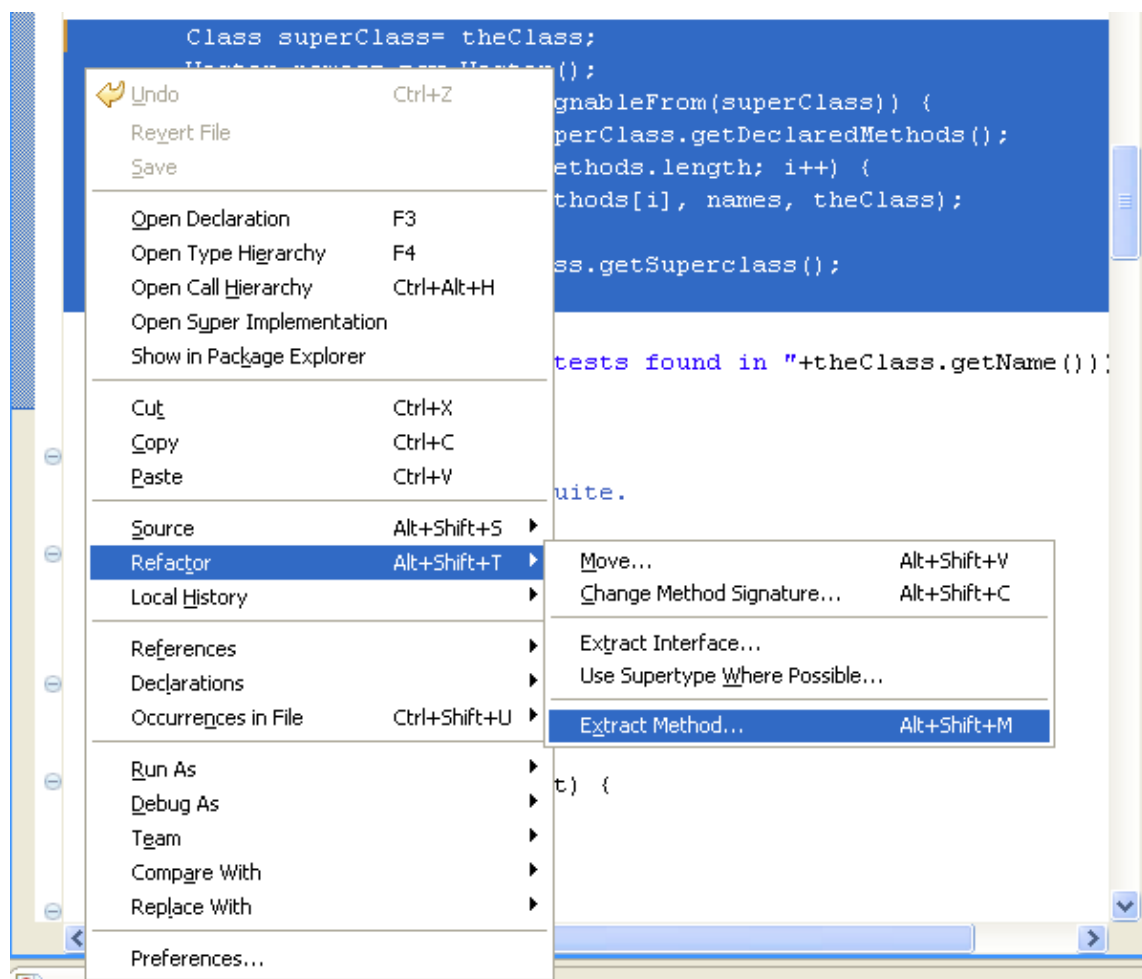 Class superClass= theClass;
();
Undo Ctrl+Z
gnableFrom(superClass)) {
Revert File
perClass.getDeclaredMethods();
Save
ethods.length; i++) {
thods[i], names, theClass);
Open Declaration F3
Open Type Hierarchy F4
ss.getSuperclass();
Open Call Hierarchy Ctrl+Alt+H
Open Super Implementation
Show in Package Explorer
tests found in "+theClass.getName()));
Cut Ctrl+X
Copy Ctrl+C
Paste Ctrl+V
uite.
Source Alt+Shift+S
Refactor Alt+Shift+T
Move... Alt+Shift+V
Local History
Change Method Signature... Alt+Shift+C
References
Extract Interface...
Declarations
Use Supertype Where Possible...
Occurrences in File Ctrl+Shift+U
Extract Method... Alt+Shift+M
Run As
t) {
Debug As
Team
Compare With
Replace With
Preferences...